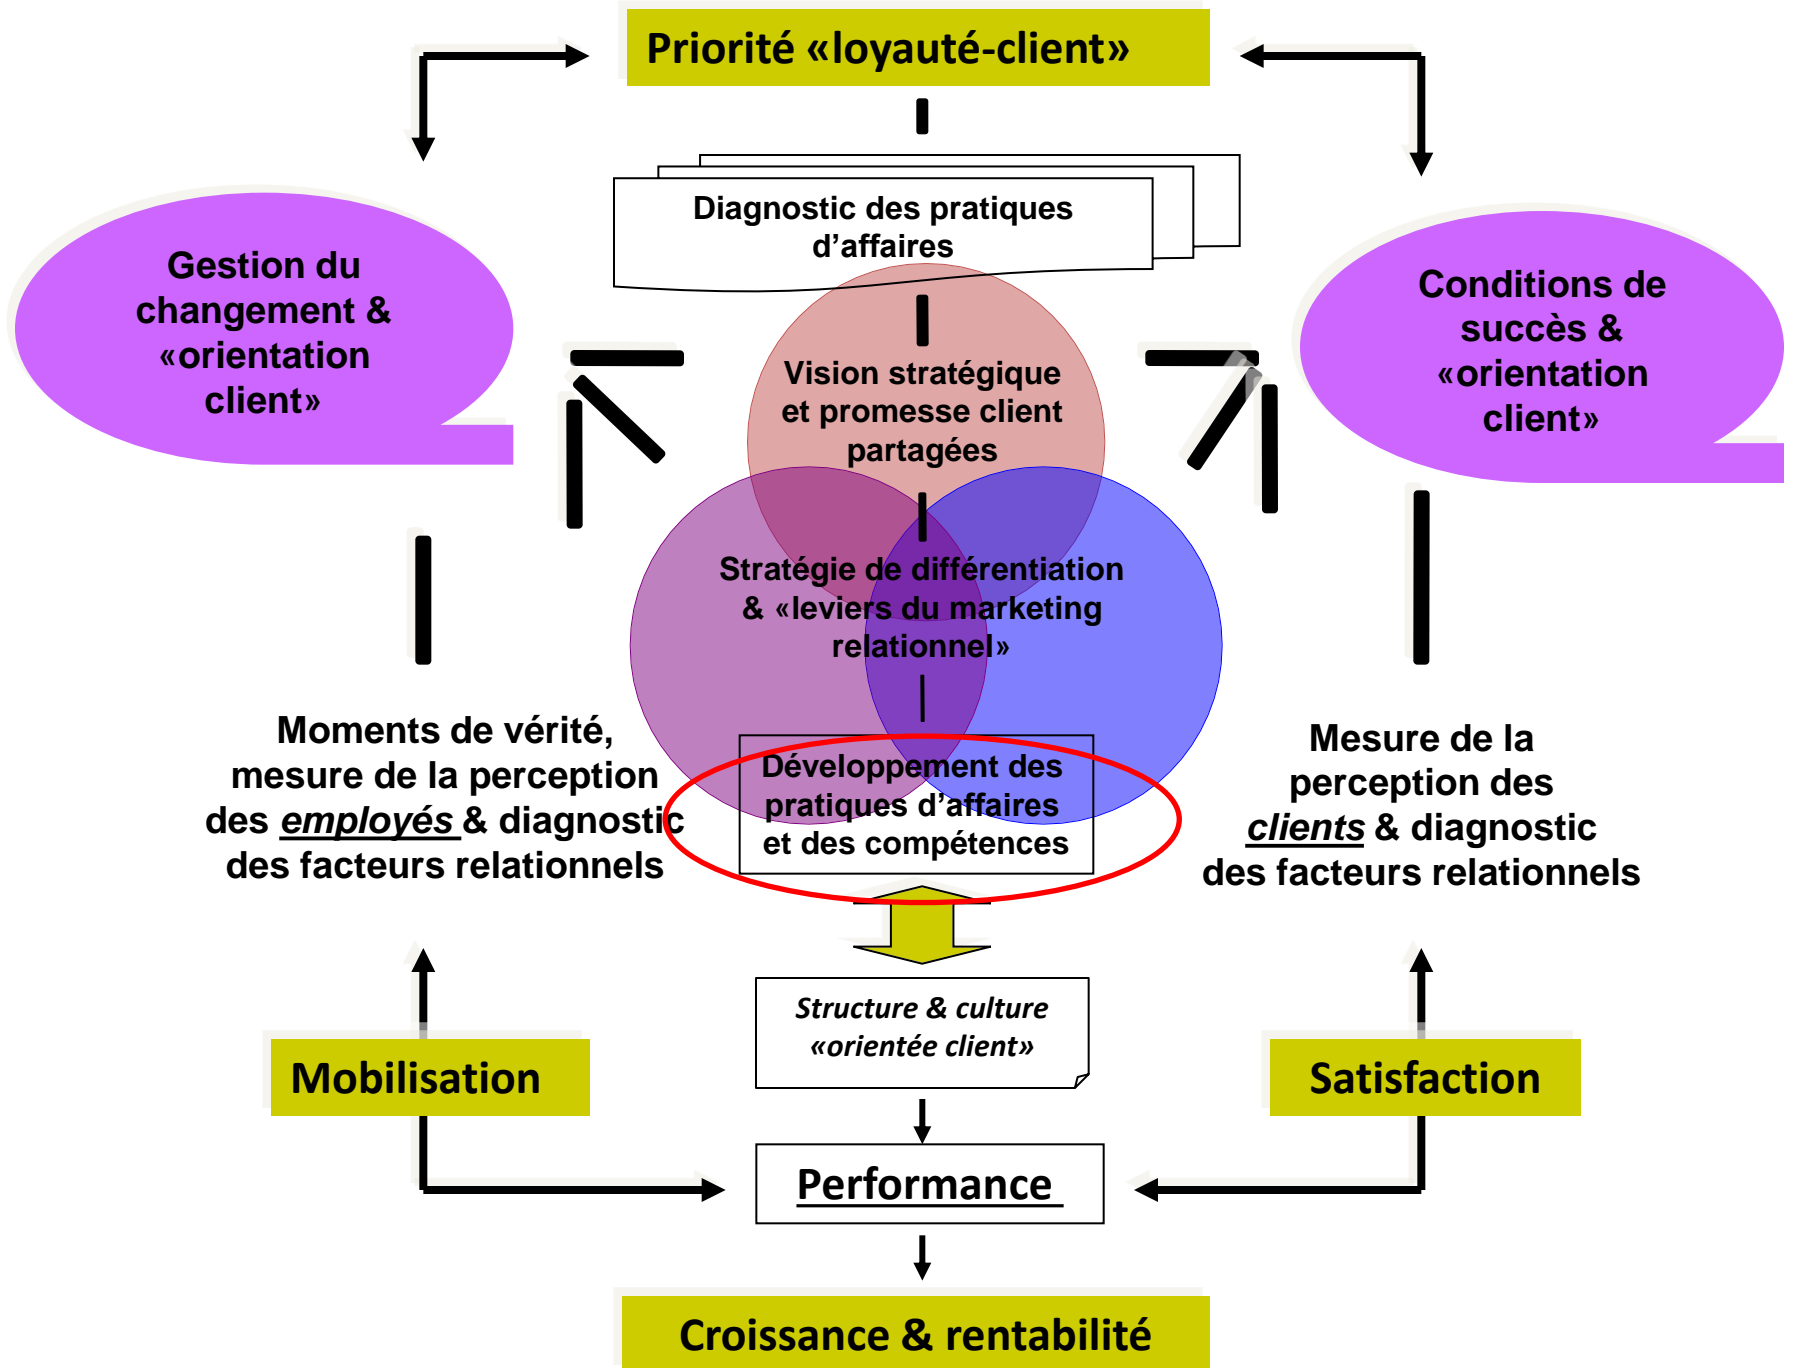 Priorité «loyauté-client»
Diagnostic des pratiques
d’affaires
Gestion du
changement &
«orientation
client»
Conditions de
succès &
«orientation
client»
Vision stratégique
et promesse client
partagées
Stratégie de différentiation
& «leviers du marketing
relationnel»
Moments de vérité,
mesure de la perception
des employés & diagnostic
des facteurs relationnels
Développement des
pratiques d’affaires
et des compétences
Mesure de la
perception des
clients & diagnostic
des facteurs relationnels
Structure & culture
«orientée client»
Mobilisation
Satisfaction
Performance
Croissance & rentabilité